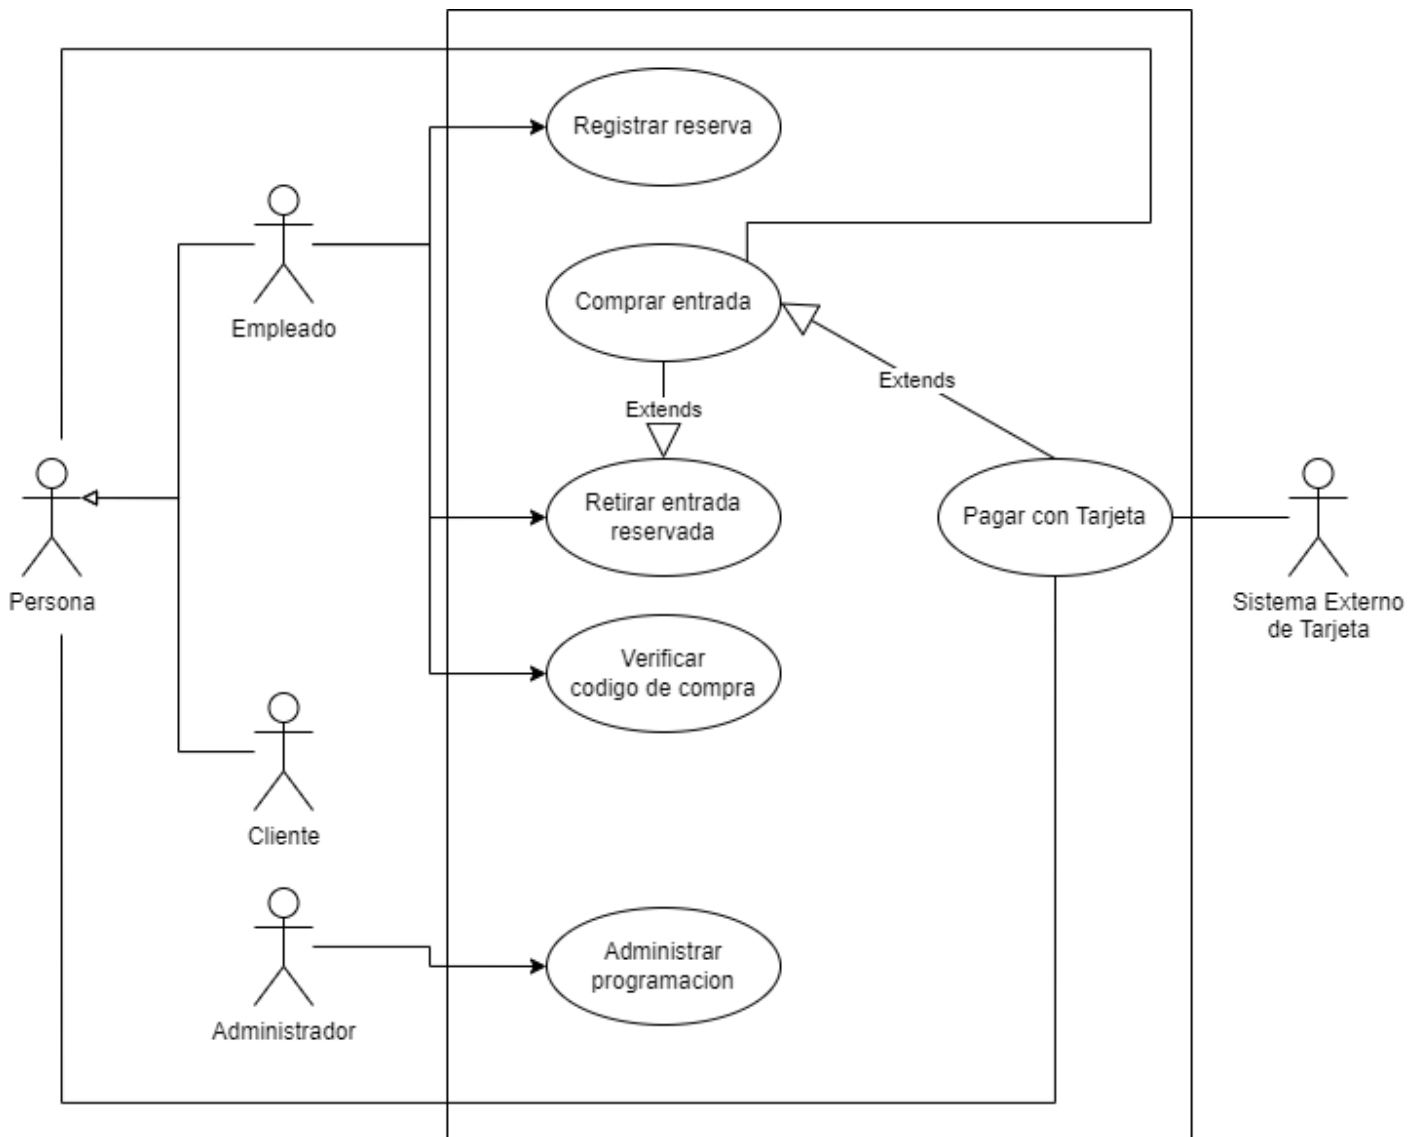 Registrar reserva
Comprar entrada
Empleado
Extends
Extends
Retirar entrada
reservada
Pagar con Tarjeta
Persona
Sistema Externo
de Tarjeta
Verificar
codigo de compra
Cliente
Administrar
programacion
Administrador